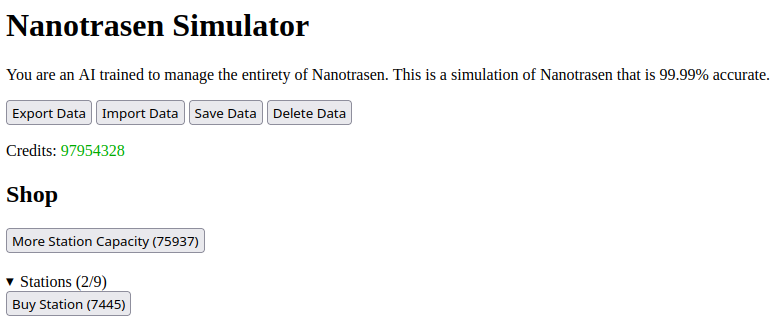 Nanotrasen Simulator
You are an AI trained to manage the entirety of Nanotrasen. This is a simulation of Nanotrasen that is 99.99% accurate.
Export Data Import Data Save Data Delete Data
Credits: 97954328
Shop
More Station Capacity (75937)
▾ Stations (2/9)
Buy Station (7445)